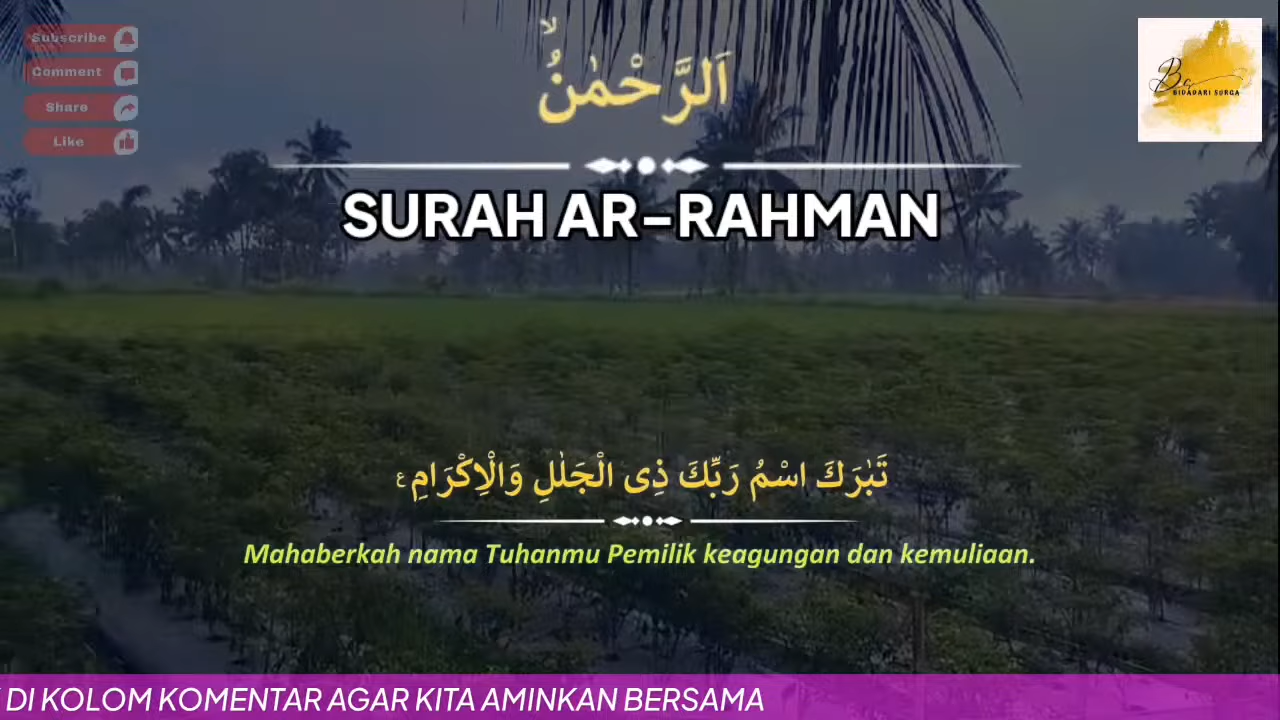 Subscribe
Comment
Share
Like
اَلرَّحْمٰنُۙ
SURAH AR-RAHMAN
BIDADARI SURGA
تَبٰرَكَ اسْمُ رَبِّكَ ذِى الْجَلٰلِ وَالْاِكْرَامِ ࣖ
Mahaberkah nama Tuhanmu Pemilik keagungan dan kemuliaan.
DI KOLOM KOMENTAR AGAR KITA AMINKAN BERSAMA